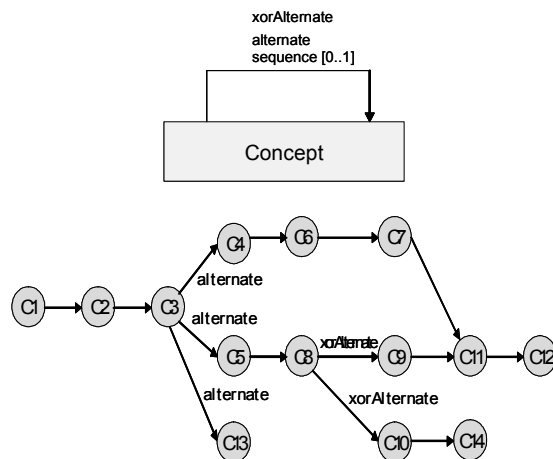 xorAlternate
alternate
sequence [0..1]
Concept
C4 C6 C7
alternate
C1 C2 C3
alternate
C5 C8 xorAlternate C9 C11 C12
alternate xorAlternate
C13 C10 C14